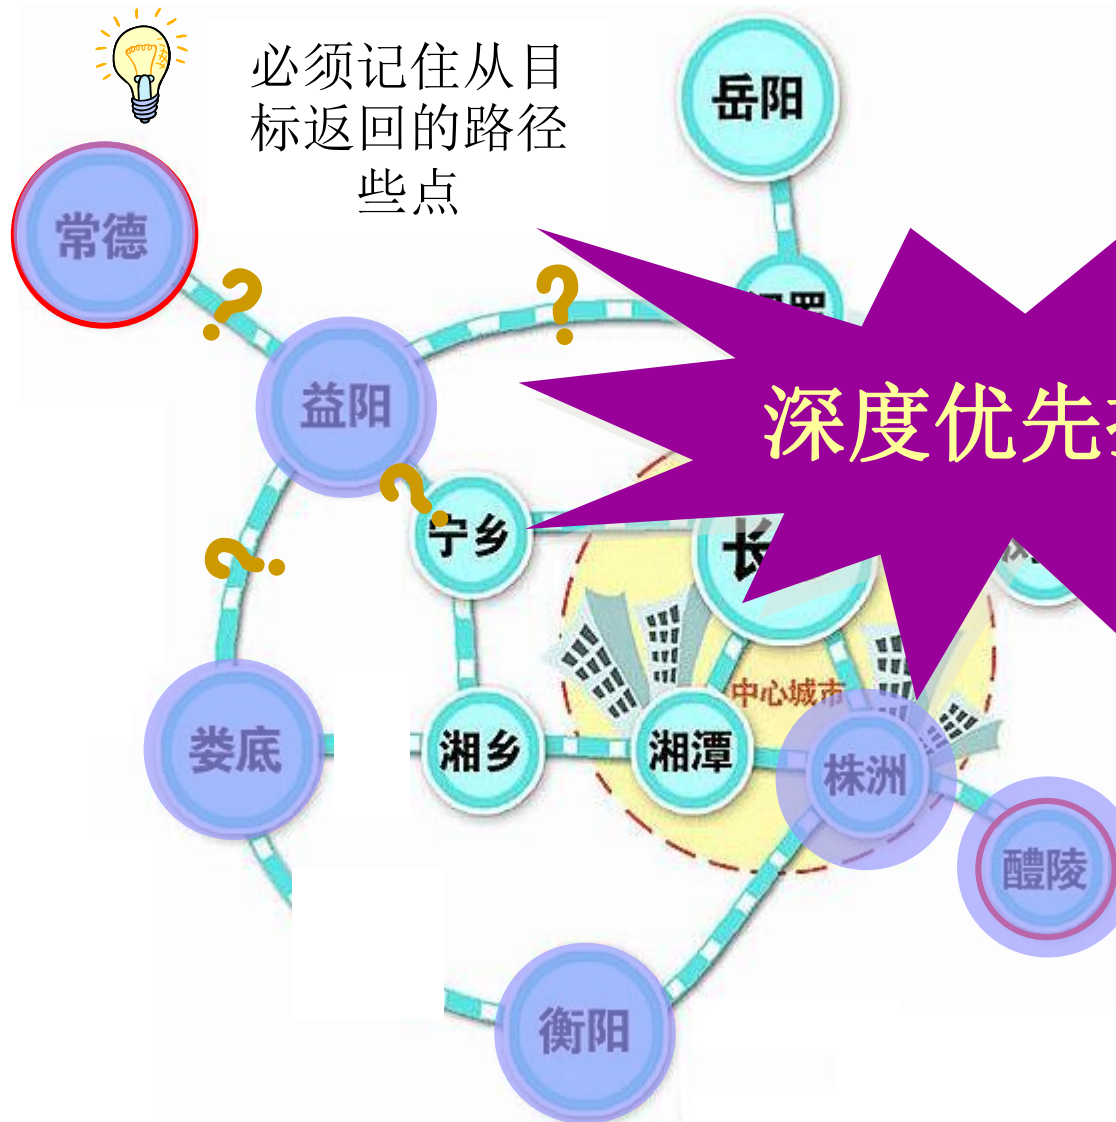 必须记住从目
标返回的路径
些点
岳阳
常德
益阳
深度优先
宁乡
长
中心城市
娄底
湘乡
湘潭
株洲
醴陵
衡阳